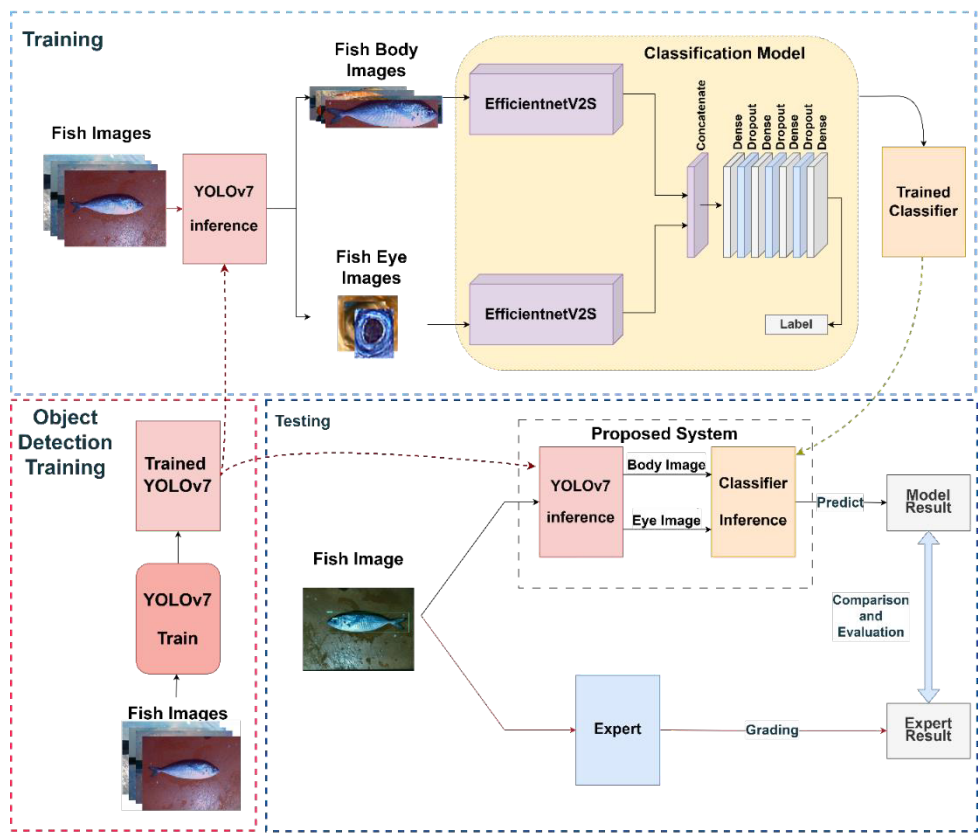 Training
Fish Images
YOLOv7
inference
Fish Body
Images
Fish Eye
Images
Classification Model
EfficientnetV2S
EfficientnetV2S
Concatenate
Dense
Dropout
Dense
Dropout
Dense
Dropout
Dense
Label
Trained
Classifier
Object
Detection
Training
Trained
YOLOv7
YOLOv7
Train
Fish Images
Testing
Fish Image
Proposed System
YOLOv7
inference
Body Image
Eye Image
Classifier
Inference
Predict
Model
Result
Comparison
and
Evaluation
Expert
Grading
Expert
Result